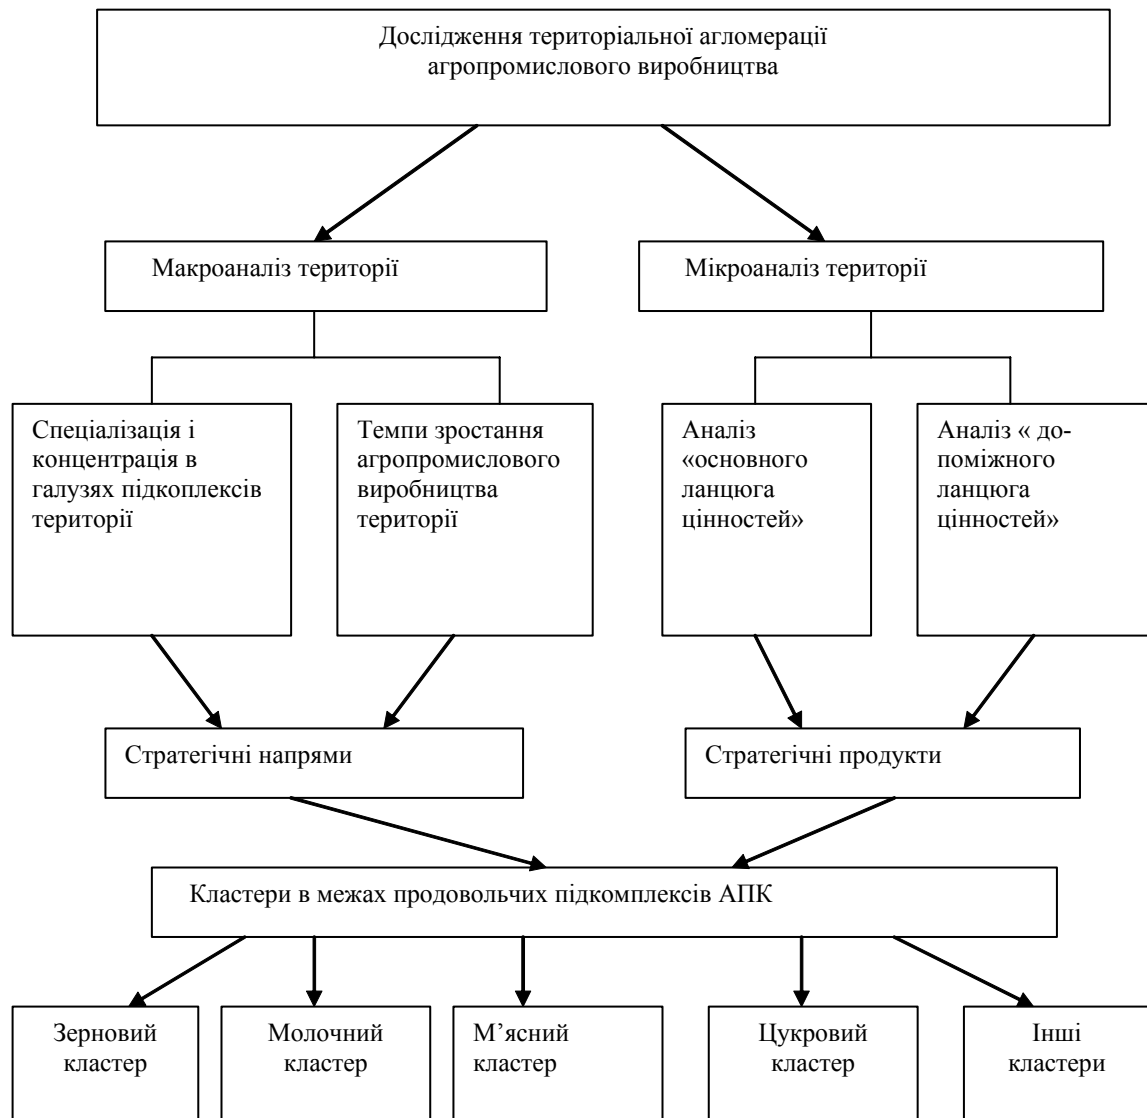 Дослідження територіальної агломерації
агропромислового виробництва
Макроаналіз території
Мікроаналіз території
Спеціалізація і
концентрація в
галузях підкоплексів
території
Темпи зростання
агропромислового
виробництва
території
Аналіз
«основного
ланцюга
цінностей»
Аналіз « до-
поміжного
ланцюга
цінностей»
Стратегічні напрями
Стратегічні продукти
Кластери в межах продовольчих підкомплексів АПК
Зерновий
кластер
Молочний
кластер
М’ясний
кластер
Цукровий
кластер
Інші
кластери